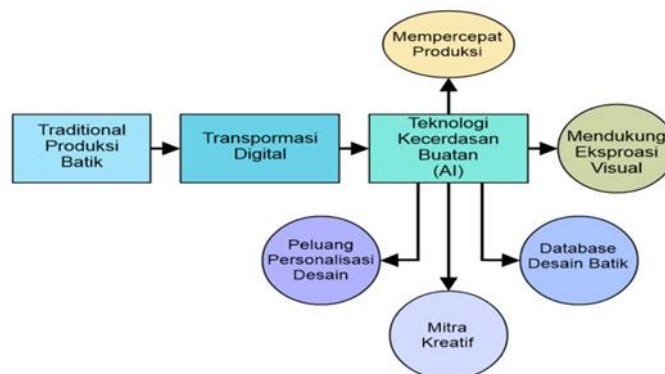 Mempercepat
Produksi
Traditional
Produksi
Batik
Transpormasi
Digital
Teknologi
Kecerdasan
Buatan
(AI)
Mendukung
Eksproasi
Visual
Peluang
Personalisasi
Desain
Database
Desain Batik
Mitra
Kreatif